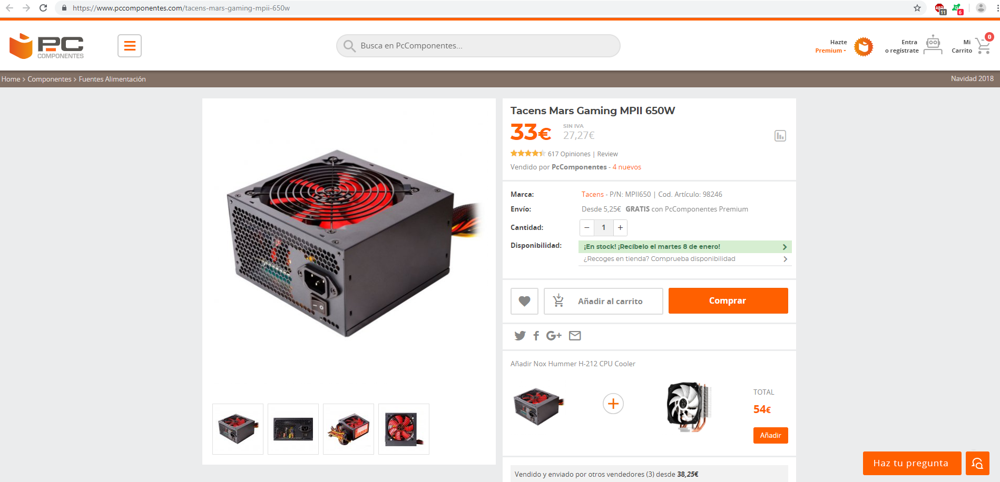 https://www.pccomponentes.com/tacens-mars-gaming-mpii-650w
ABP
11
6
PC
COMPONENTES
Busca en PcComponentes...
Hazte
Premium
Entra
o regístrate
Mi
Carrito
0
Home > Componentes > Fuentes Alimentación
Navidad 2018
Tacens Mars Gaming MPII 650W
33€
SIN IVA
27,27€
617 Opiniones | Review
Vendido por PcComponentes - 4 nuevos
Marca: Tacens - P/N: MPII650 | Cod. Artículo: 98246
Envío: Desde 5,25€ GRATIS con PcComponentes Premium
Cantidad: − 1 +
Disponibilidad: ¡En stock! ¡Recíbelo el martes 8 de enero!
¿Recoges en tienda? Comprueba disponibilidad
Añadir al carrito
Comprar
G+
Añadir Nox Hummer H-212 CPU Cooler
TOTAL
54€
Añadir
Haz tu pregunta
Vendido y enviado por otros vendedores (3) desde 38,25€